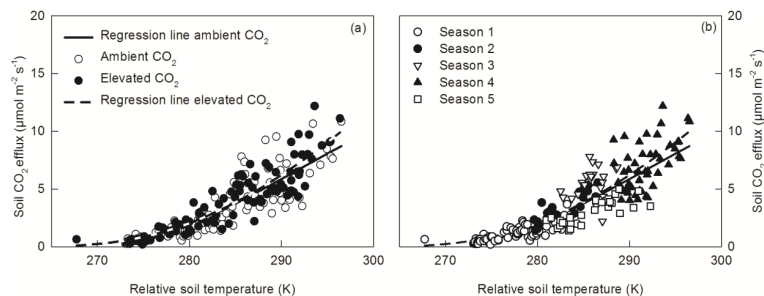 20
15
10
5
0
Soil CO₂ efflux (µmol m⁻² s⁻¹)
(a)
Regression line ambient CO₂
Ambient CO₂
Elevated CO₂
Regression line elevated CO₂
270 280 290 300
Relative soil temperature (K)
(b)
Season 1
Season 2
Season 3
Season 4
Season 5
270 280 290 300
Relative soil temperature (K)
20
15
10
5
0
Soil CO₂ efflux (µmol m⁻² s⁻¹)